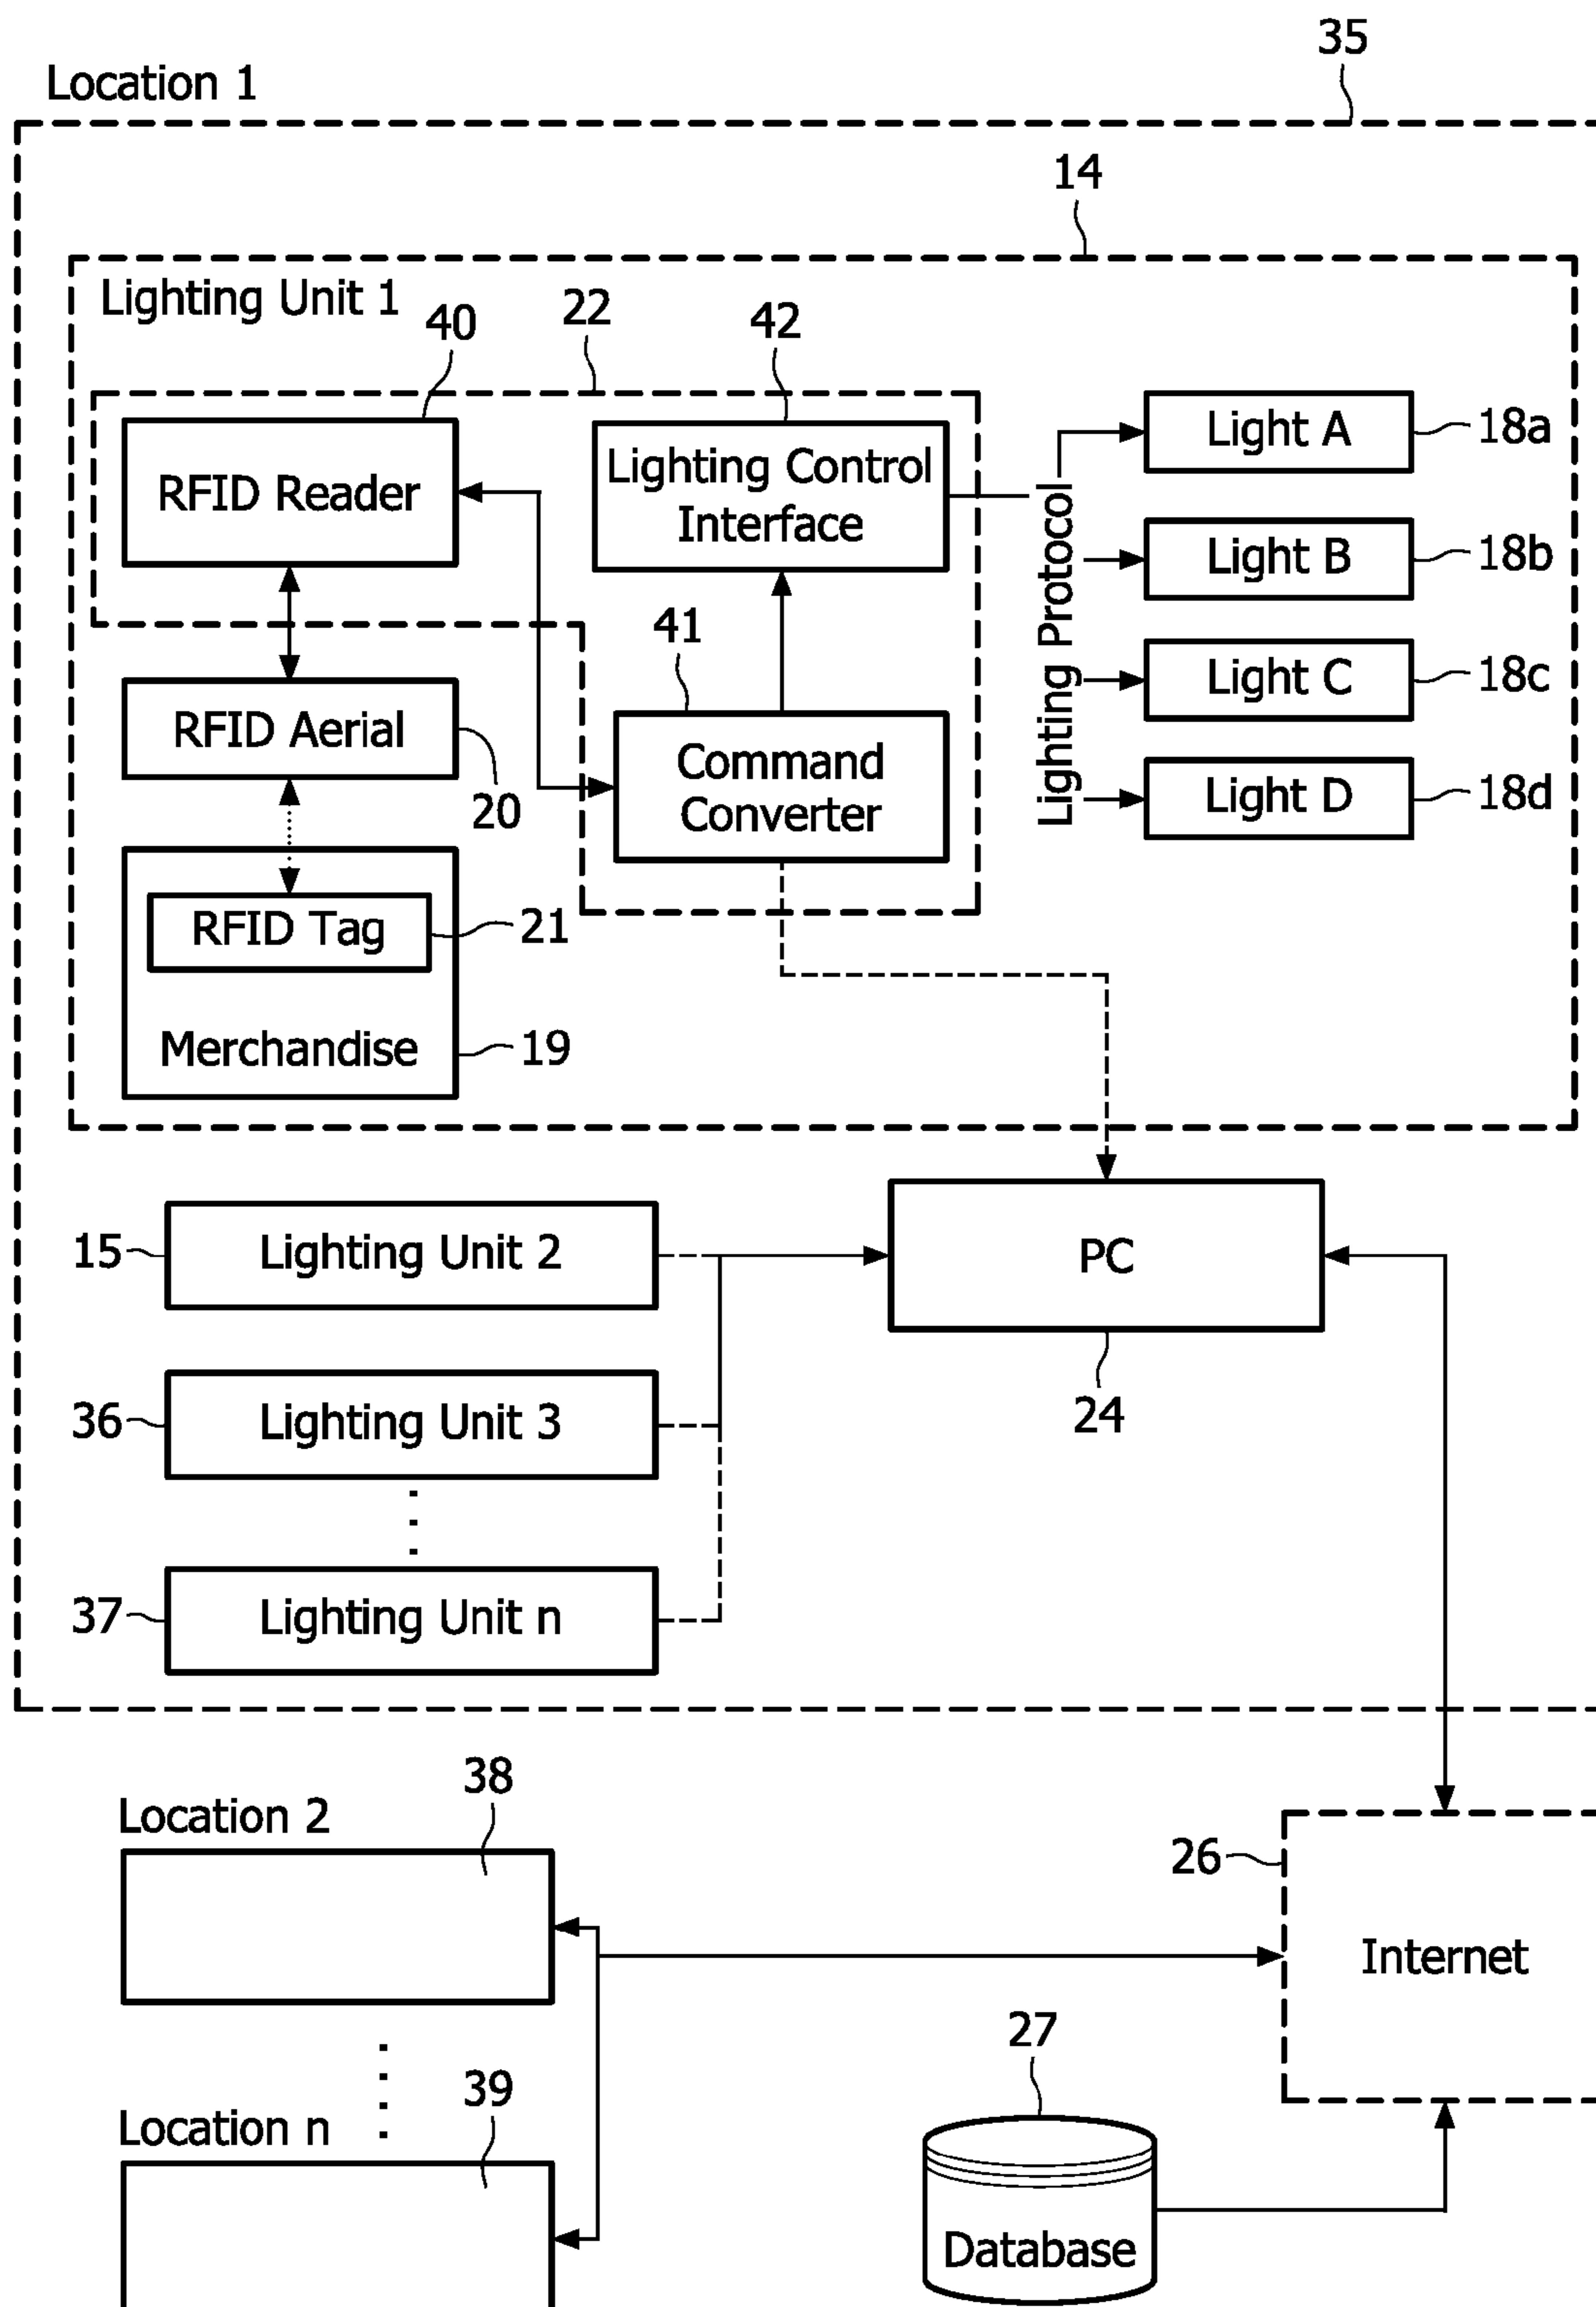 35
Location 1
14
Lighting Unit 1
40
22
42
RFID Reader
Lighting Control
Interface
Lighting Protocol
Light A
18a
Light B
18b
Light C
18c
Light D
18d
41
RFID Aerial
20
Command
Converter
RFID Tag
21
Merchandise
19
15
Lighting Unit 2
PC
24
36
Lighting Unit 3
37
Lighting Unit n
38
Location 2
26
Internet
27
39
Location n
Database